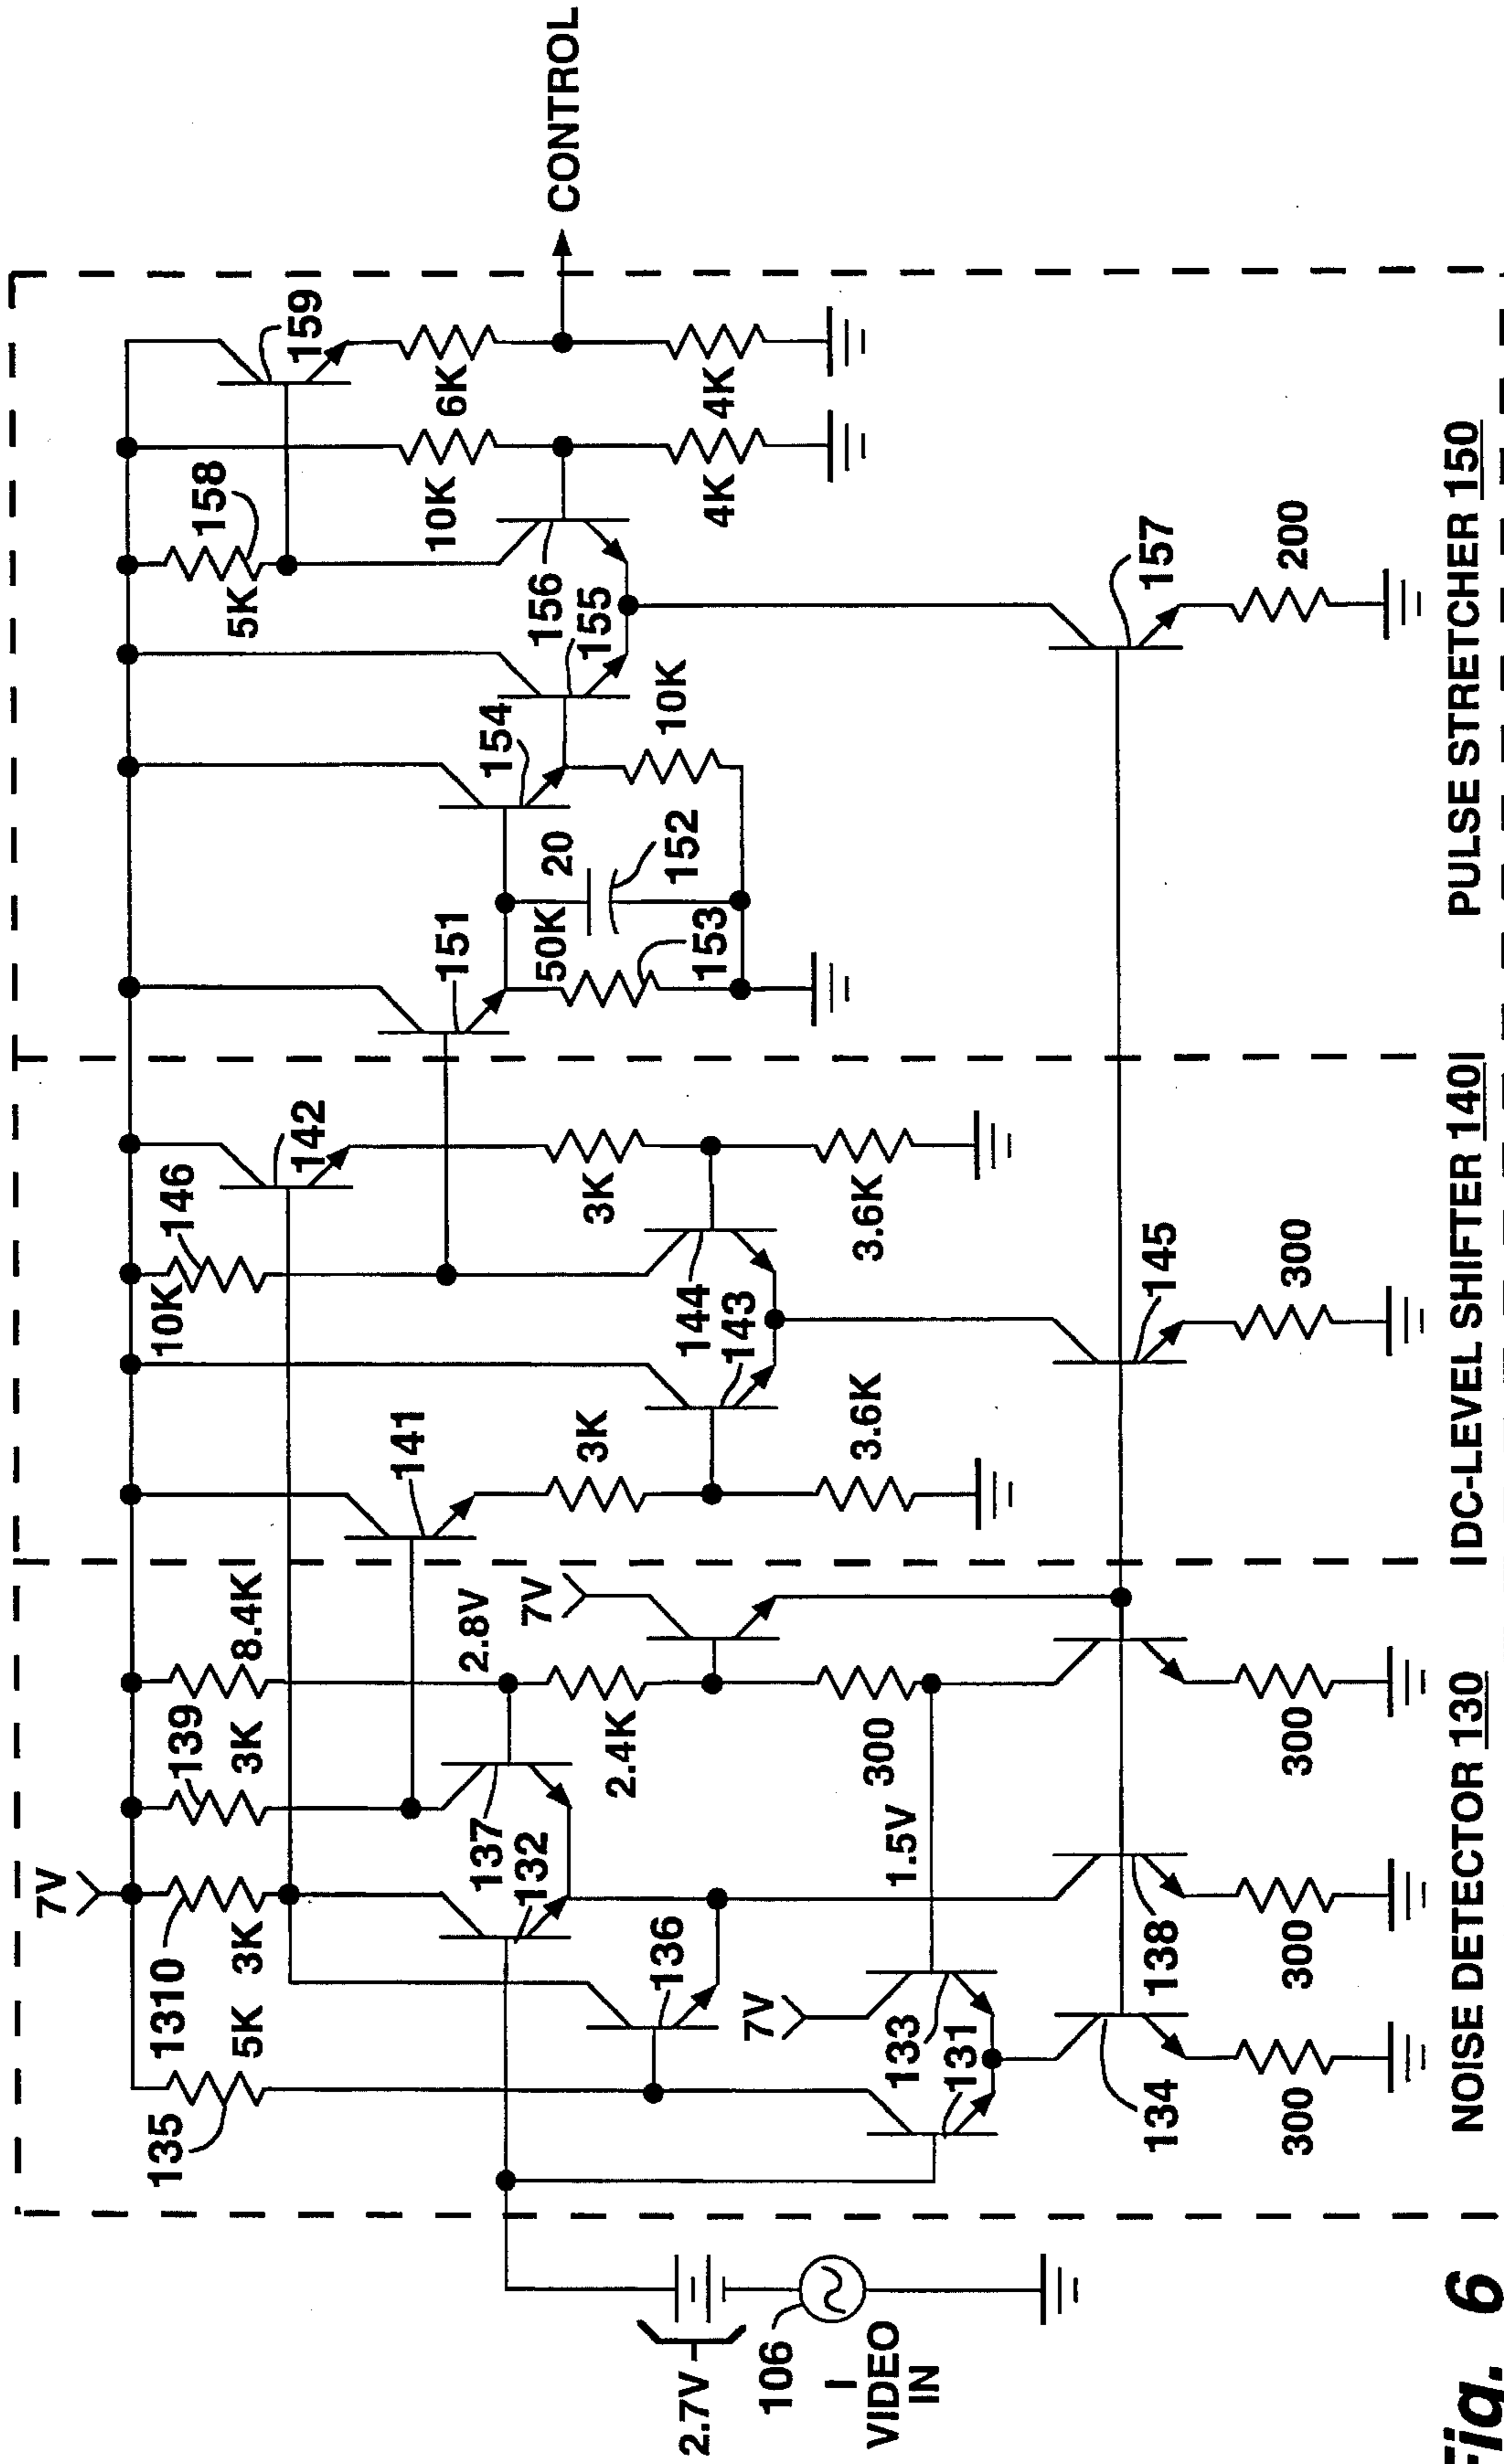 7V
1310
139
3K
8.4K
5K
3K
135
2.8V
7V
137
132
2.4K
136
7V
1.5V
300
133
131
134
138
300
300
300
NOISE DETECTOR 130
2.7V
106
I
VIDEO
IN
10K
146
142
141
3K
3K
144
143
3.6K
3.6K
145
300
DC-LEVEL SHIFTER 140
5K
158
159
151
154
156
155
10K
6K
50K
20
152
153
10K
4K
4K
157
200
PULSE STRETCHER 150
CONTROL
Fig. 6